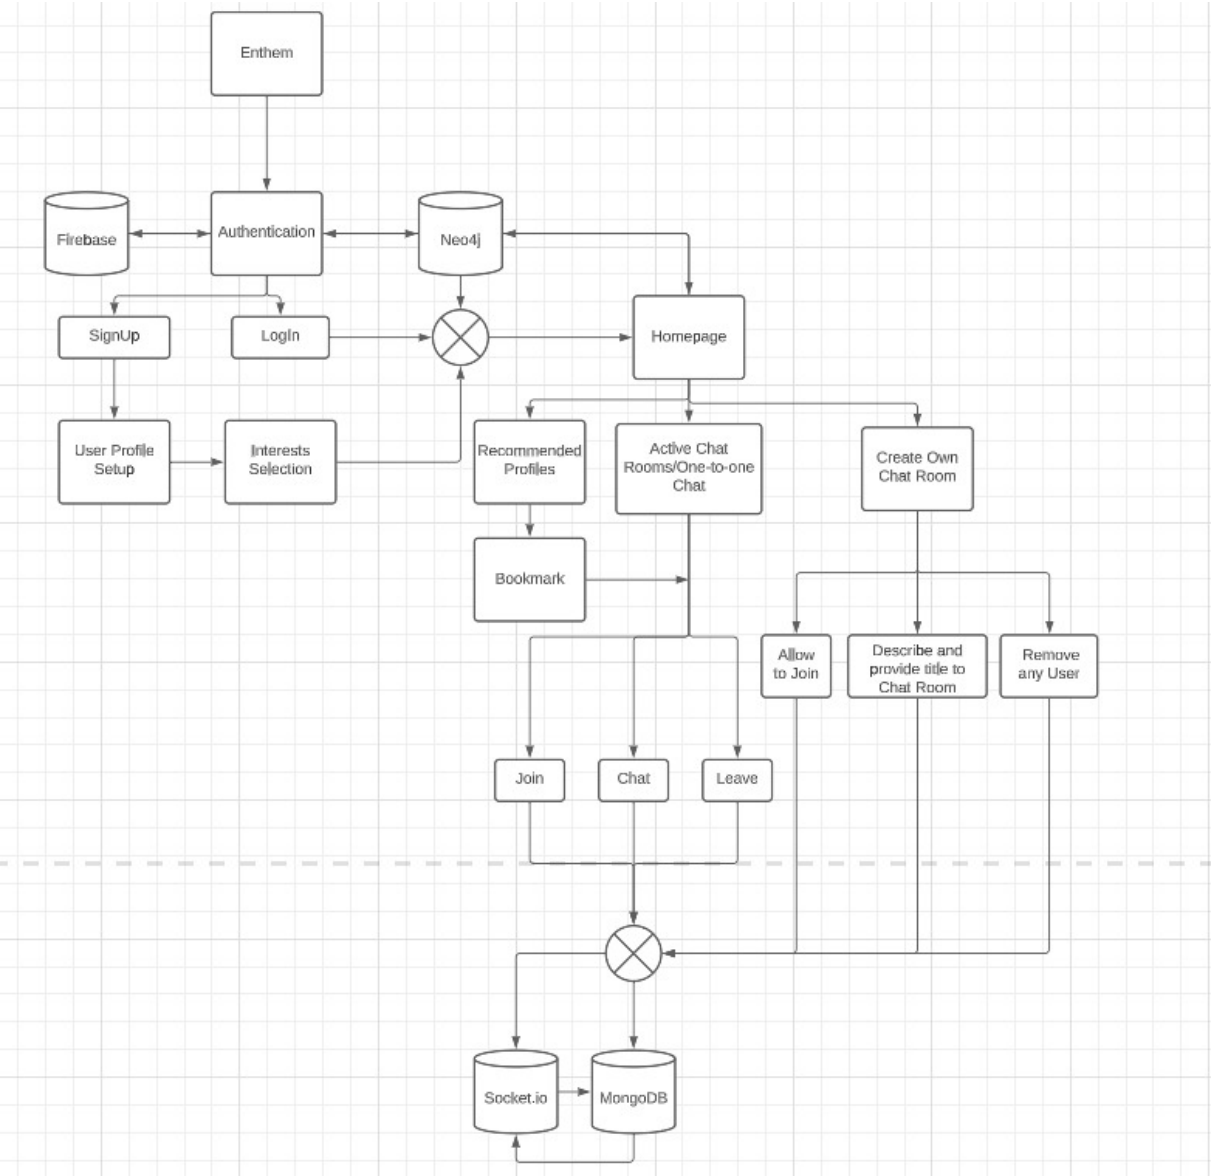 Enthem
Firebase
Authentication
Neo4j
SignUp
LogIn
Homepage
User Profile
Setup
Interests
Selection
Recommended
Profiles
Active Chat
Rooms/One-to-one
Chat
Create Own
Chat Room
Bookmark
Allow
to Join
Describe and
provide title to
Chat Room
Remove
any User
Join
Chat
Leave
Socket.io
MongoDB